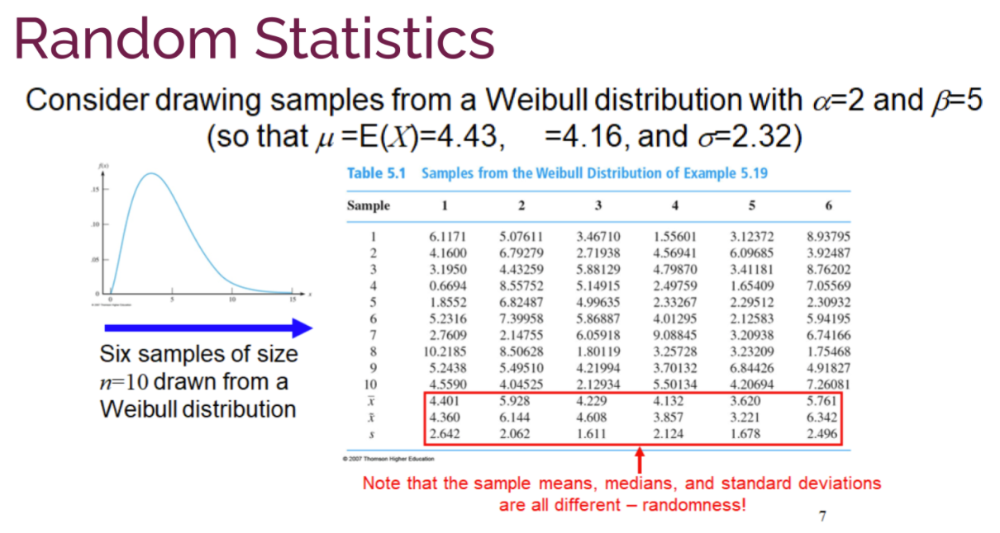 Random Statistics
Consider drawing samples from a Weibull distribution with α=2 and β=5
(so that μ =E(X)=4.43, =4.16, and σ=2.32)
f(x)
.15
.10
.05
0
0 5 10 15 x
Six samples of size
n=10 drawn from a
Weibull distribution
Table 5.1 Samples from the Weibull Distribution of Example 5.19
Sample 1 2 3 4 5 6
1 6.1171 5.07611 3.46710 1.55601 3.12372 8.93795
2 4.1600 6.79279 2.71938 4.56941 6.09685 3.92487
3 3.1950 4.43259 5.88129 4.79870 3.41181 8.76202
4 0.6694 8.55752 5.14915 2.49759 1.65409 7.05569
5 1.8552 6.82487 4.99635 2.33267 2.29512 2.30932
6 5.2316 7.39958 5.86887 4.01295 2.12583 5.94195
7 2.7609 2.14755 6.05918 9.08845 3.20938 6.74166
8 10.2185 8.50628 1.80119 3.25728 3.23209 1.75468
9 5.2438 5.49510 4.21994 3.70132 6.84426 4.91827
10 4.5590 4.04525 2.12934 5.50134 4.20694 7.26081
x̄ 4.401 5.928 4.229 4.132 3.620 5.761
x̃ 4.360 6.144 4.608 3.857 3.221 6.342
s 2.642 2.062 1.611 2.124 1.678 2.496
© 2007 Thomson Higher Education
Note that the sample means, medians, and standard deviations
are all different – randomness!
7